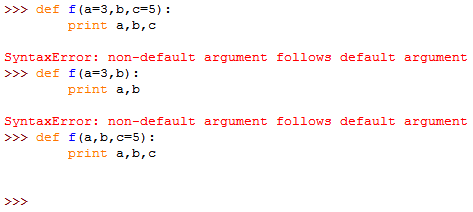 >>> def f(a=3,b,c=5):
        print a,b,c

SyntaxError: non-default argument follows default argument
>>> def f(a=3,b):
        print a,b

SyntaxError: non-default argument follows default argument
>>> def f(a,b,c=5):
        print a,b,c


>>>